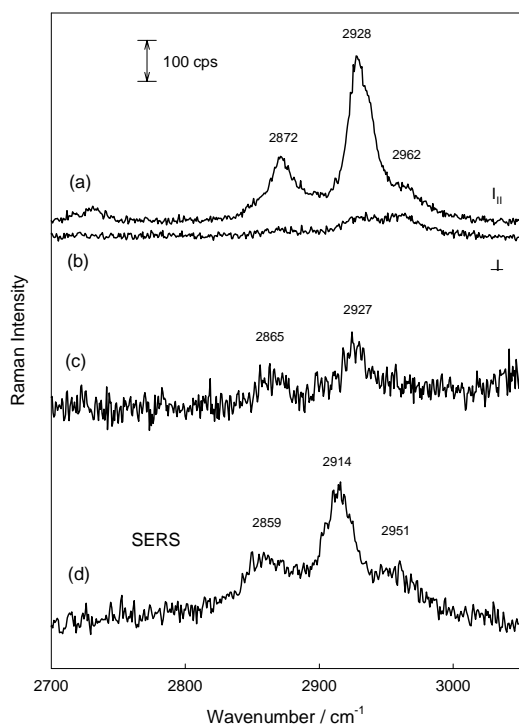 2928
100 cps
2872
2962
(a)
I||
(b)
⊥
2927
(c)
2865
2914
2859
2951
SERS
(d)
2700
2800
2900
3000
Wavenumber / cm⁻¹
Raman Intensity